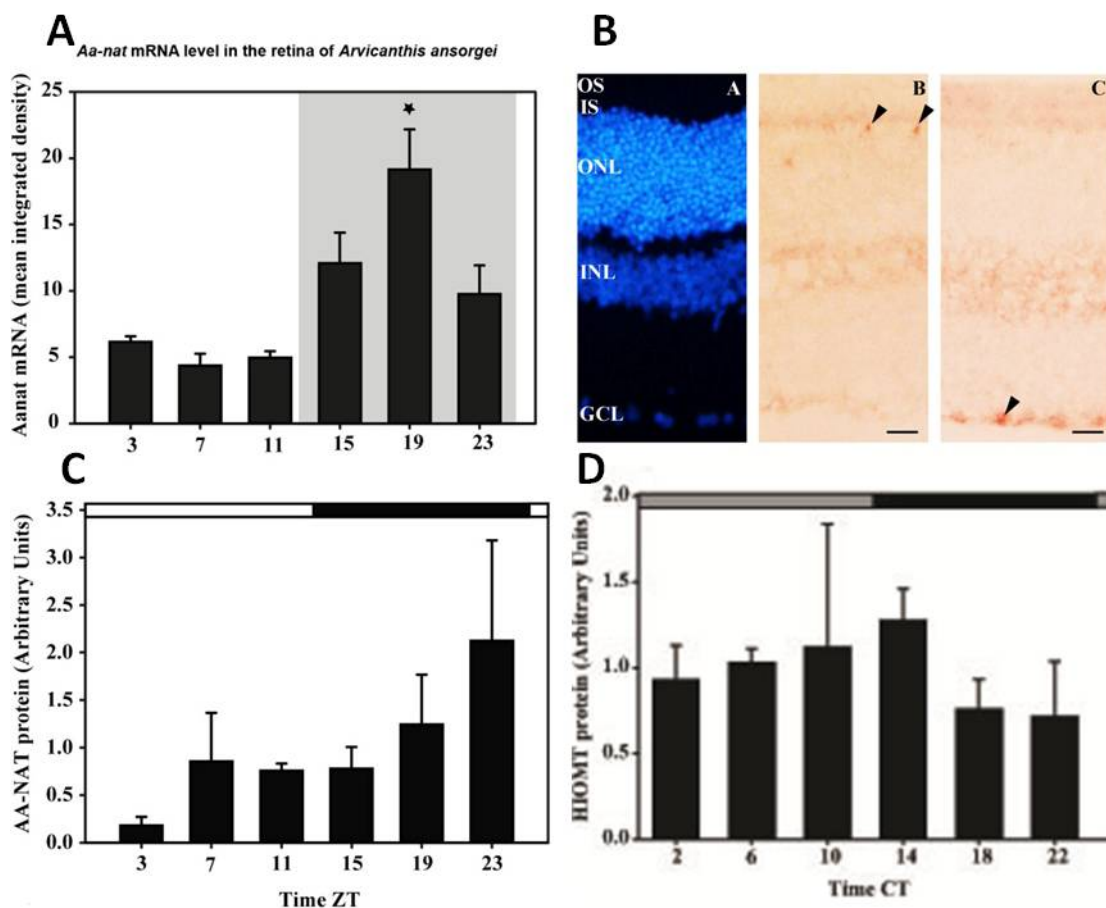 A
Aa-nat mRNA level in the retina of Arvicanthis ansorgei
Aanat mRNA (mean integrated density)
25
20
15
10
5
0
3 7 11 15 19 23
B
OS
IS
ONL
INL
GCL
A
B
C
C
AA-NAT protein (Arbitrary Units)
3.5
3.0
2.5
2.0
1.5
1.0
0.5
0.0
3 7 11 15 19 23
Time ZT
D
HIOMT protein (Arbitrary Units)
2.0
1.5
1.0
0.5
0.0
2 6 10 14 18 22
Time CT